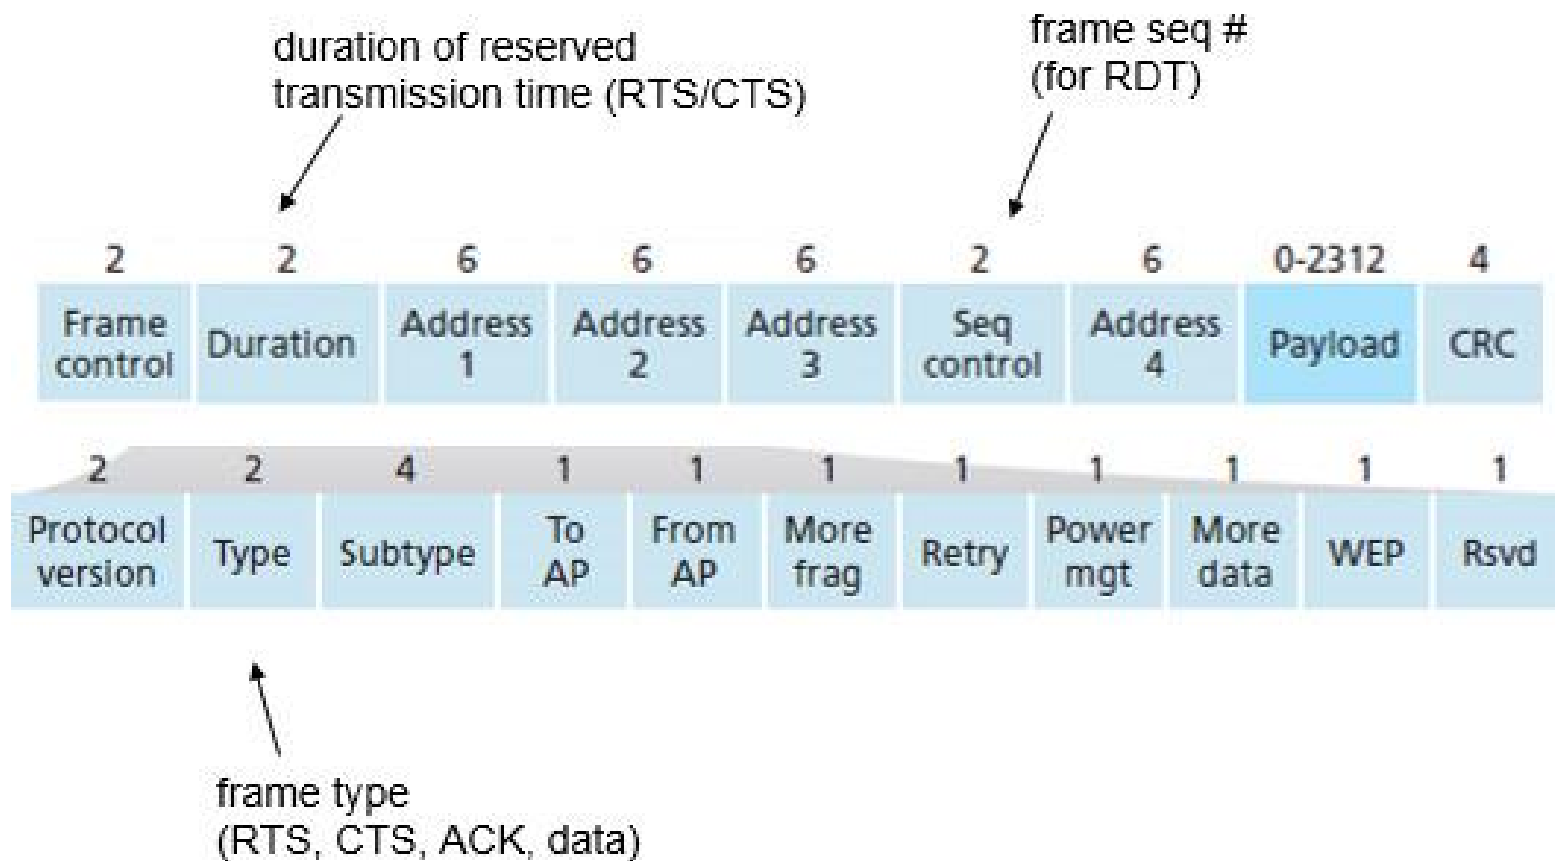 duration of reserved
transmission time (RTS/CTS)
frame seq #
(for RDT)
2 2 6 6 6 2 6 0-2312 4
Frame control Duration Address 1 Address 2 Address 3 Seq control Address 4 Payload CRC
2 2 4 1 1 1 1 1 1 1 1
Protocol version Type Subtype To AP From AP More frag Retry Power mgt More data WEP Rsvd
frame type
(RTS, CTS, ACK, data)